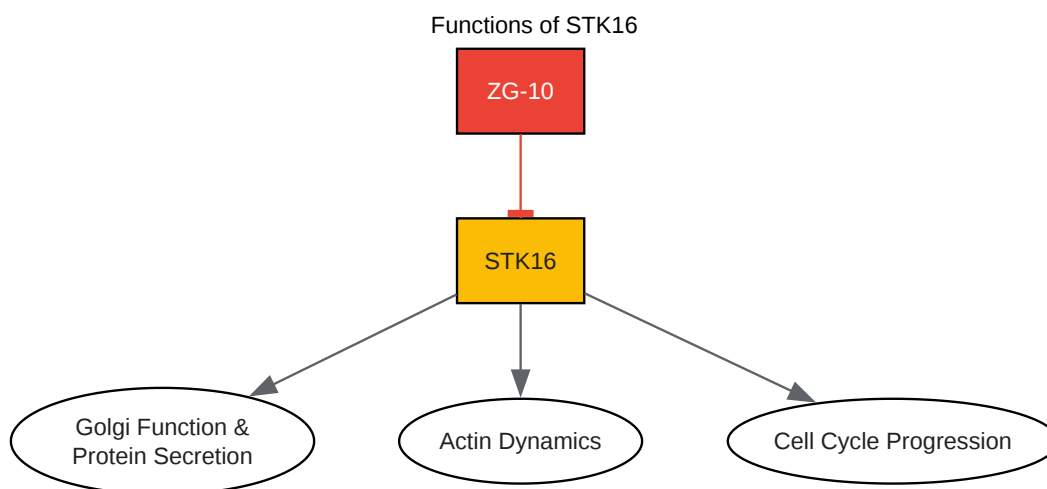 Functions of STK16
ZG-10
STK16
Golgi Function &
Protein Secretion
Actin Dynamics
Cell Cycle Progression